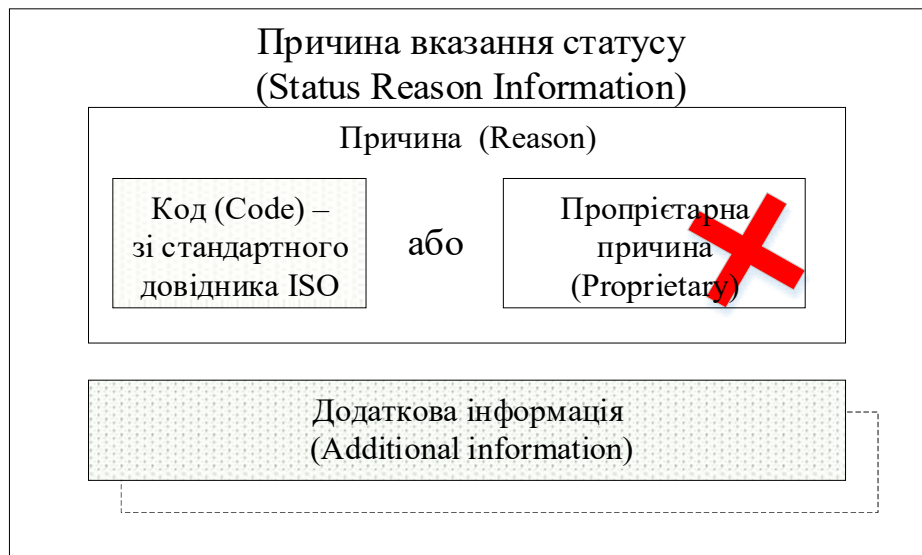 Причина вказання статусу
(Status Reason Information)
Причина (Reason)
Код (Code) –
зі стандартного
довідника ISO
або
Пропрієтарна
причина
(Proprietary)
Додаткова інформація
(Additional information)